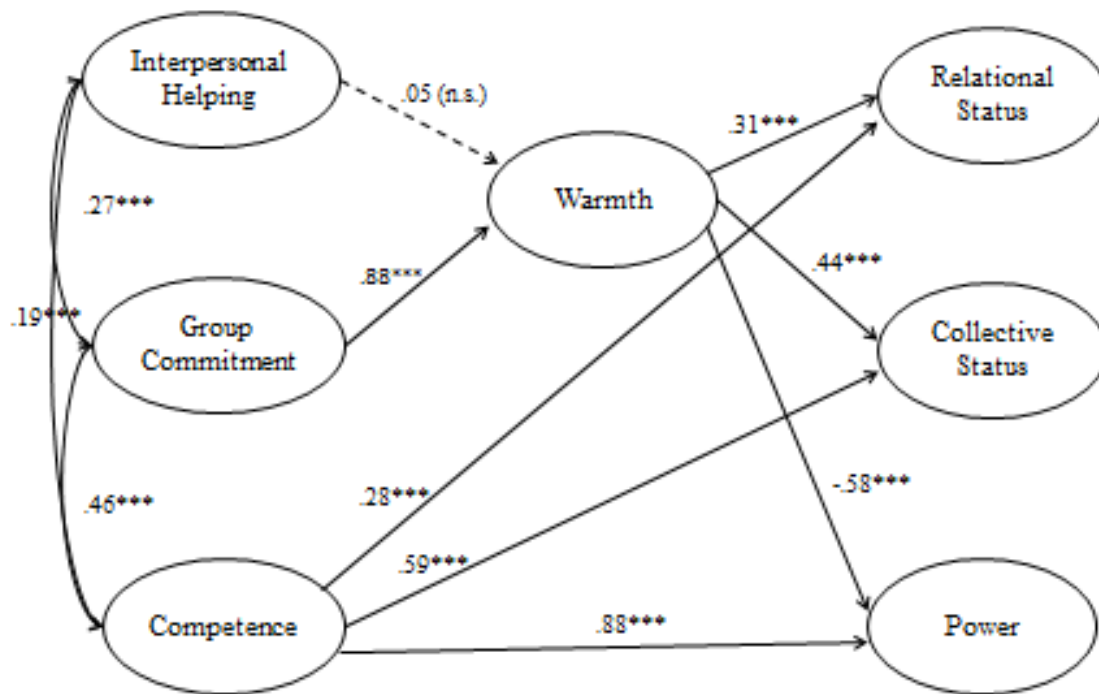 Interpersonal
Helping
Relational
Status
.05 (n.s.)
.31***
Warmth
.27***
.44***
.88***
.19***
Group
Commitment
Collective
Status
.46***
.28***
-.58***
.59***
Competence
.88***
Power